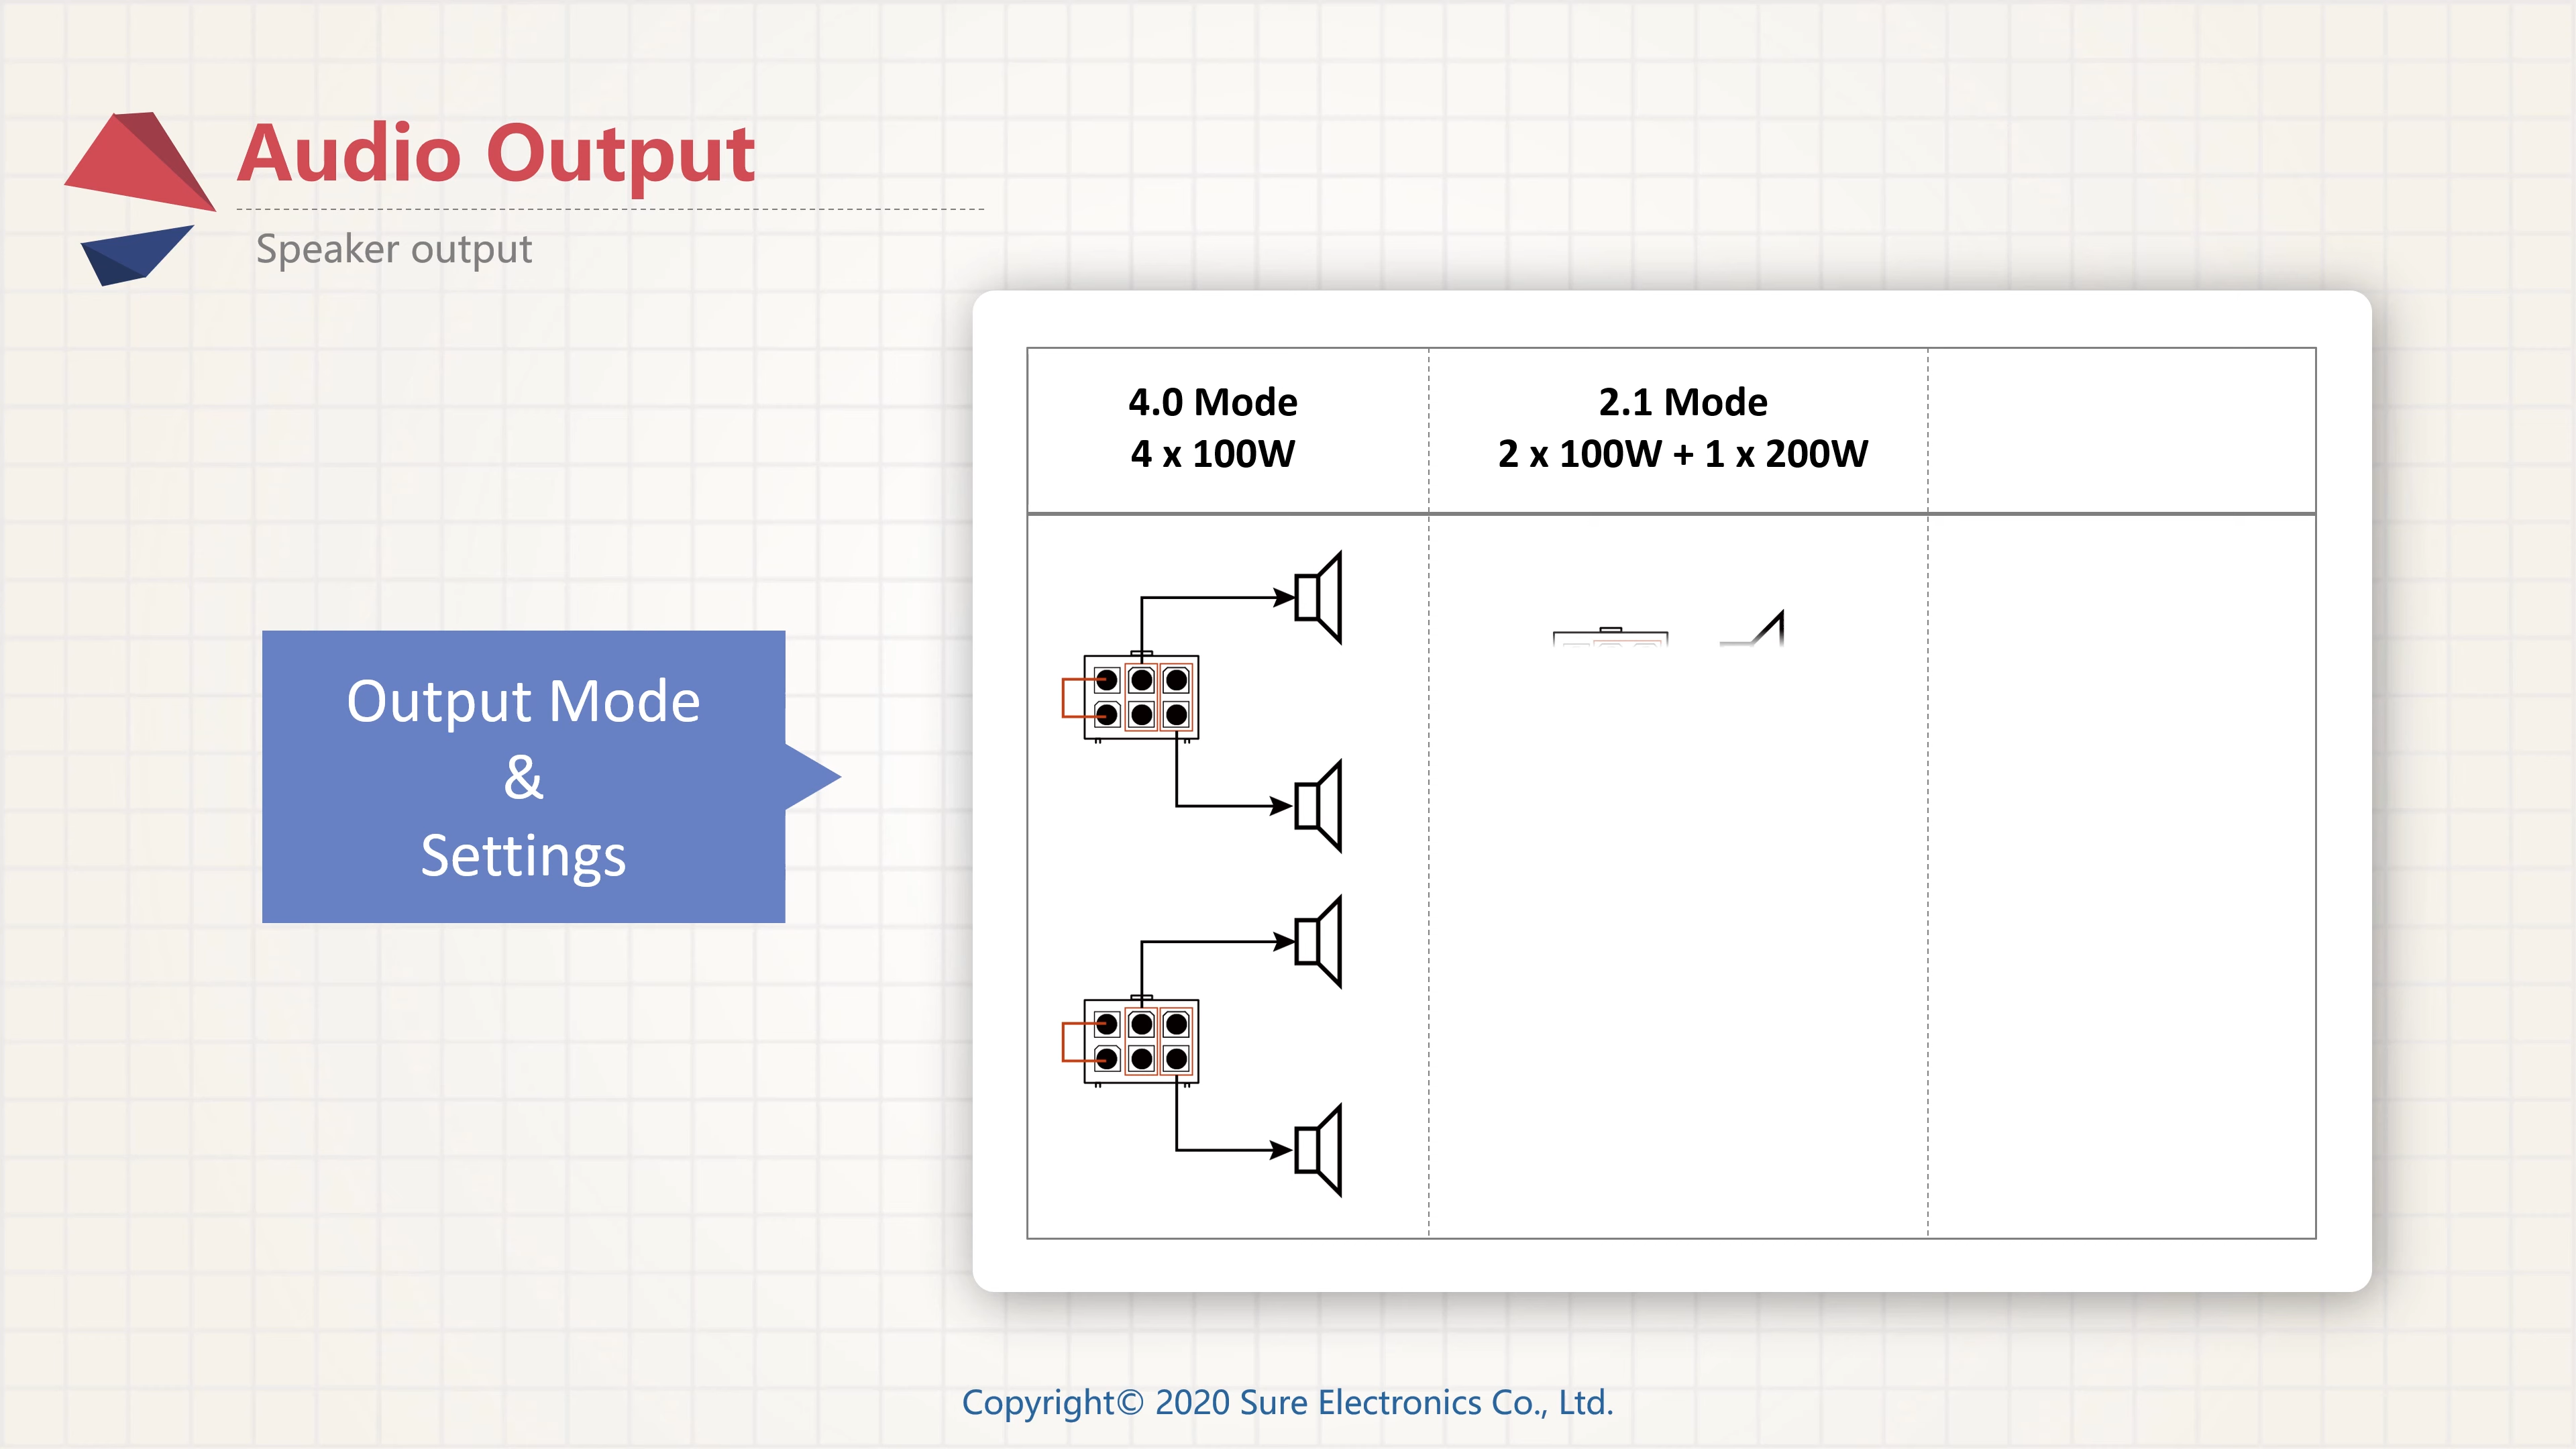 Audio Output
Speaker output
Output Mode
&
Settings
4.0 Mode
4 x 100W
2.1 Mode
2 x 100W + 1 x 200W
Copyright© 2020 Sure Electronics Co., Ltd.